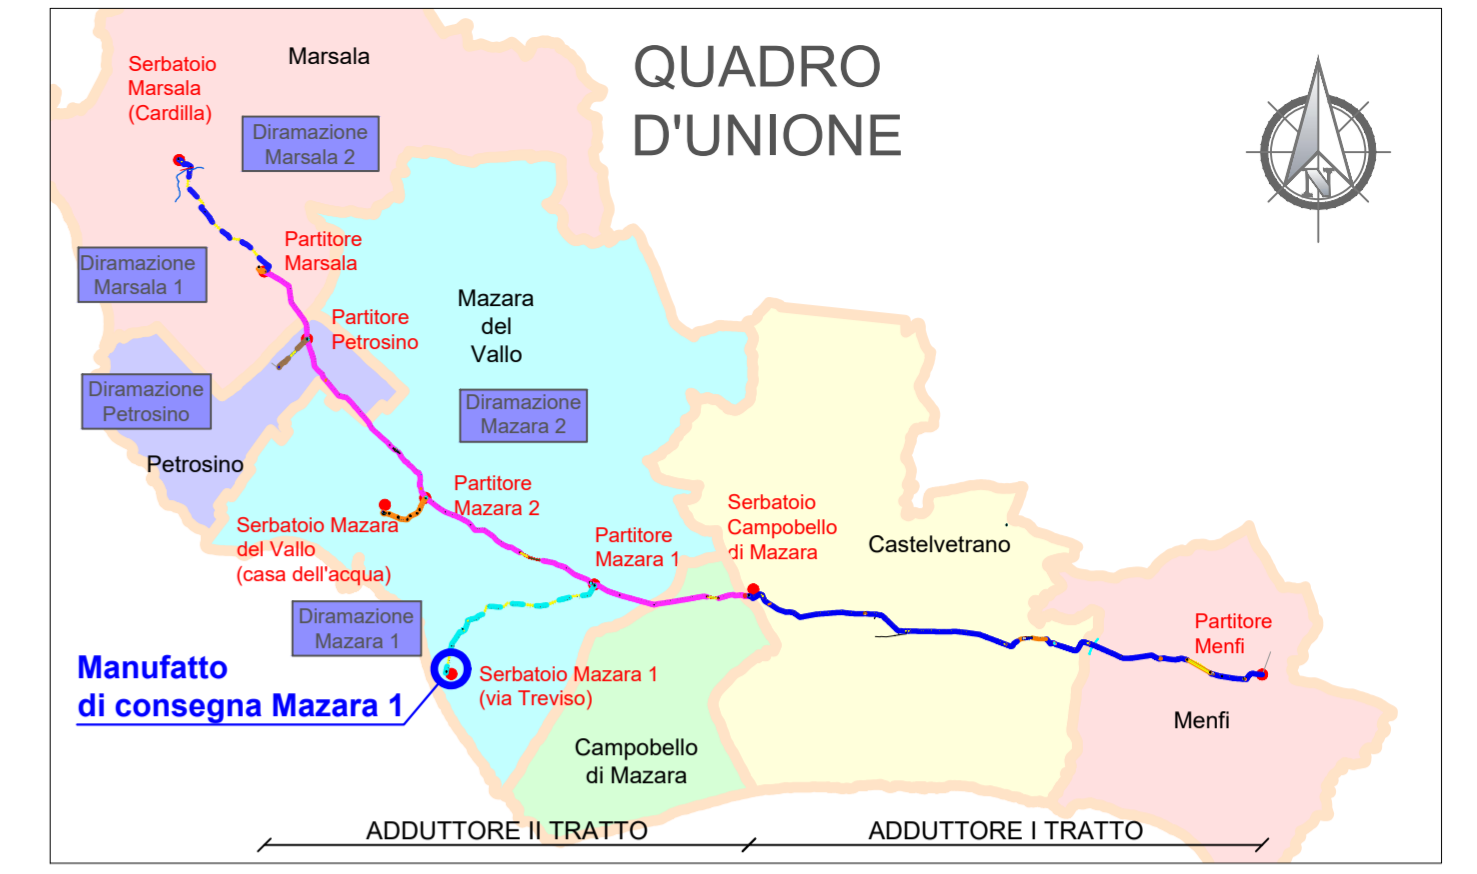 QUADRO
D'UNIONE
Marsala
Serbatoio
Marsala
(Cardilla)
Diramazione
Marsala 2
Partitore
Marsala
Diramazione
Marsala 1
Partitore
Petrosino
Mazara
del
Vallo
Diramazione
Petrosino
Diramazione
Mazara 2
Petrosino
Partitore
Mazara 2
Serbatoio Mazara
del Vallo
(casa dell'acqua)
Partitore
Mazara 1
Serbatoio
Campobello
di Mazara
Castelvetrano
Diramazione
Mazara 1
Partitore
Menfi
Manufatto
di consegna Mazara 1
Serbatoio Mazara 1
(via Treviso)
Menfi
Campobello
di Mazara
ADDUTTORE II TRATTO
ADDUTTORE I TRATTO
N